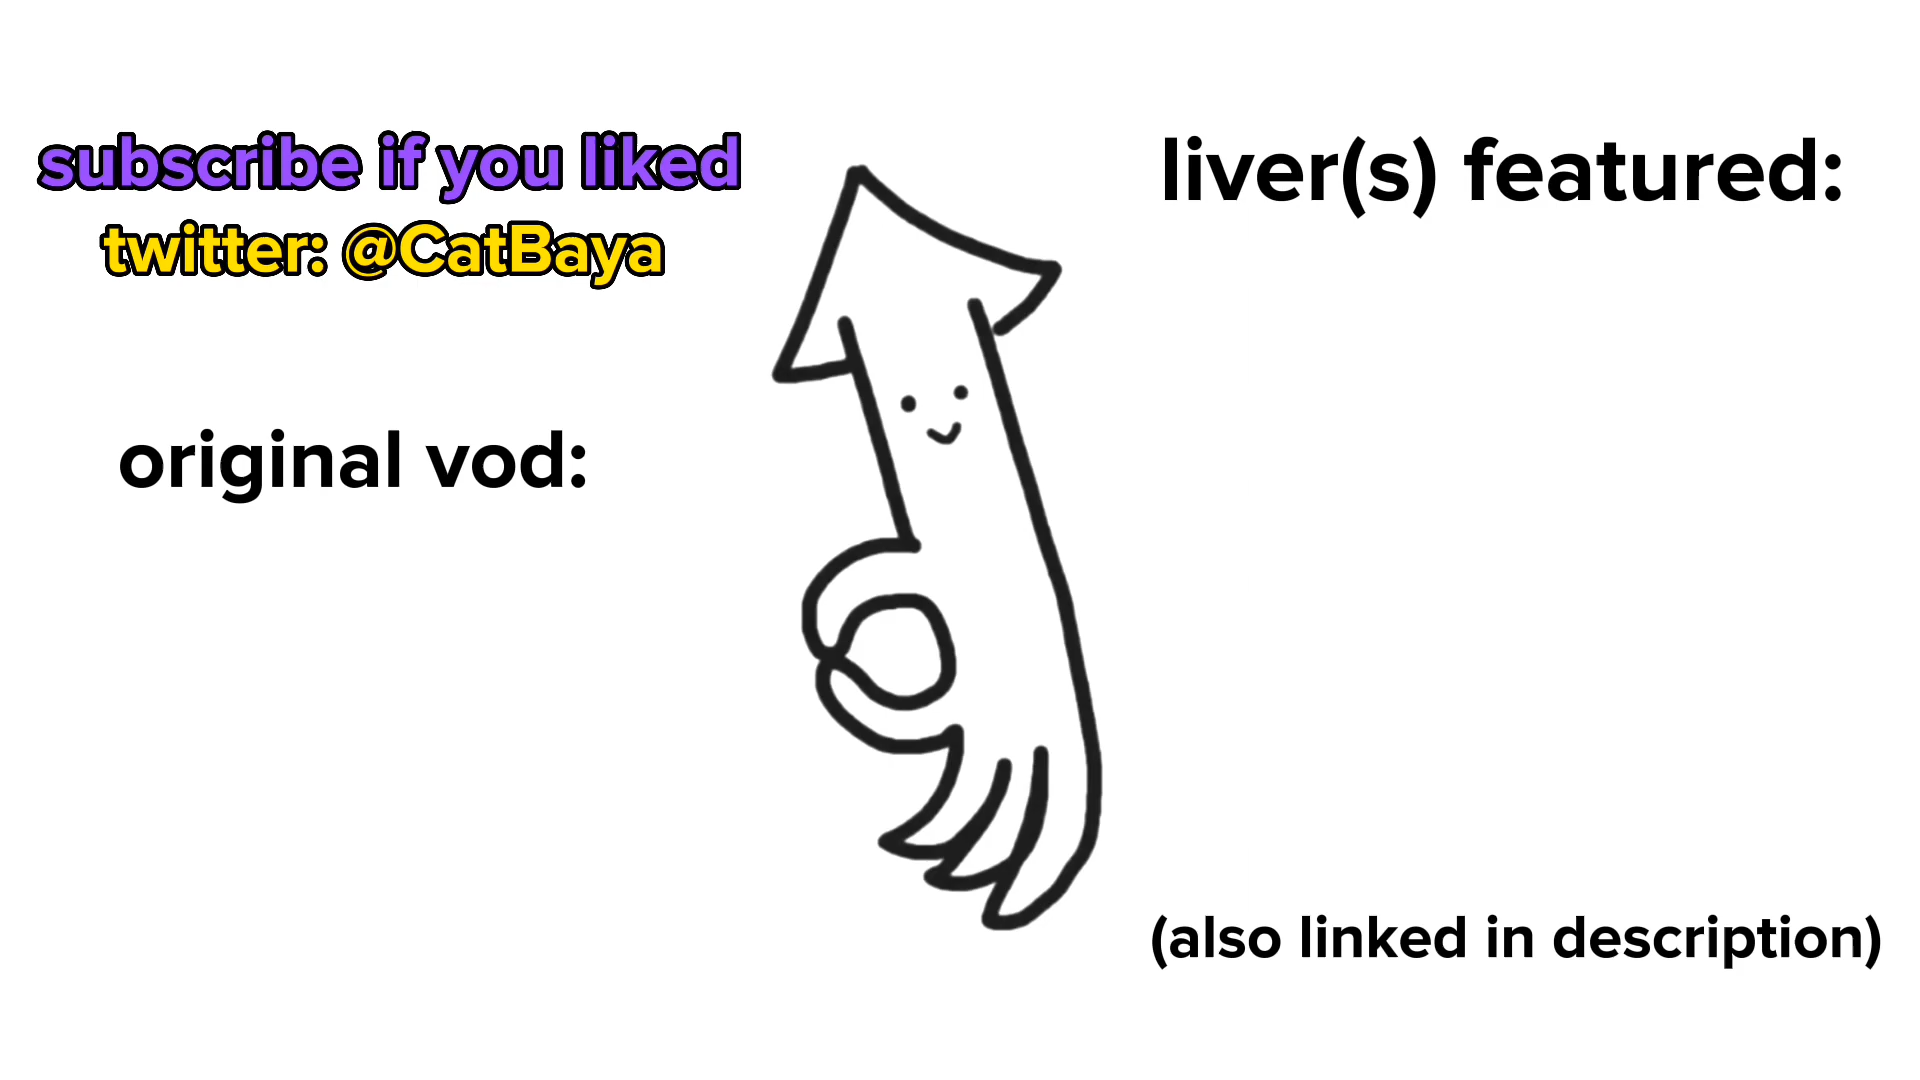 subscribe if you liked
twitter: @CatBaya
original vod:
liver(s) featured:
(also linked in description)